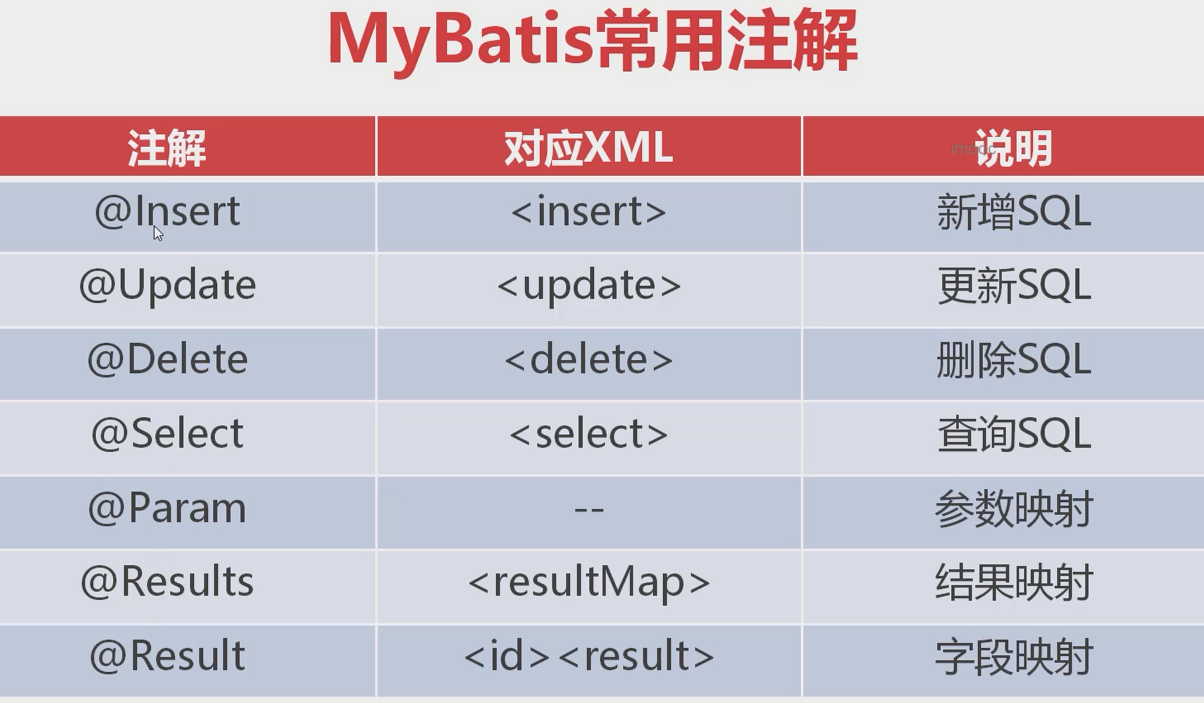 MyBatis常用注解
注解 对应XML 说明
imooc
@Insert <insert> 新增SQL
@Update <update> 更新SQL
@Delete <delete> 删除SQL
@Select <select> 查询SQL
@Param -- 参数映射
@Results <resultMap> 结果映射
@Result <id><result> 字段映射